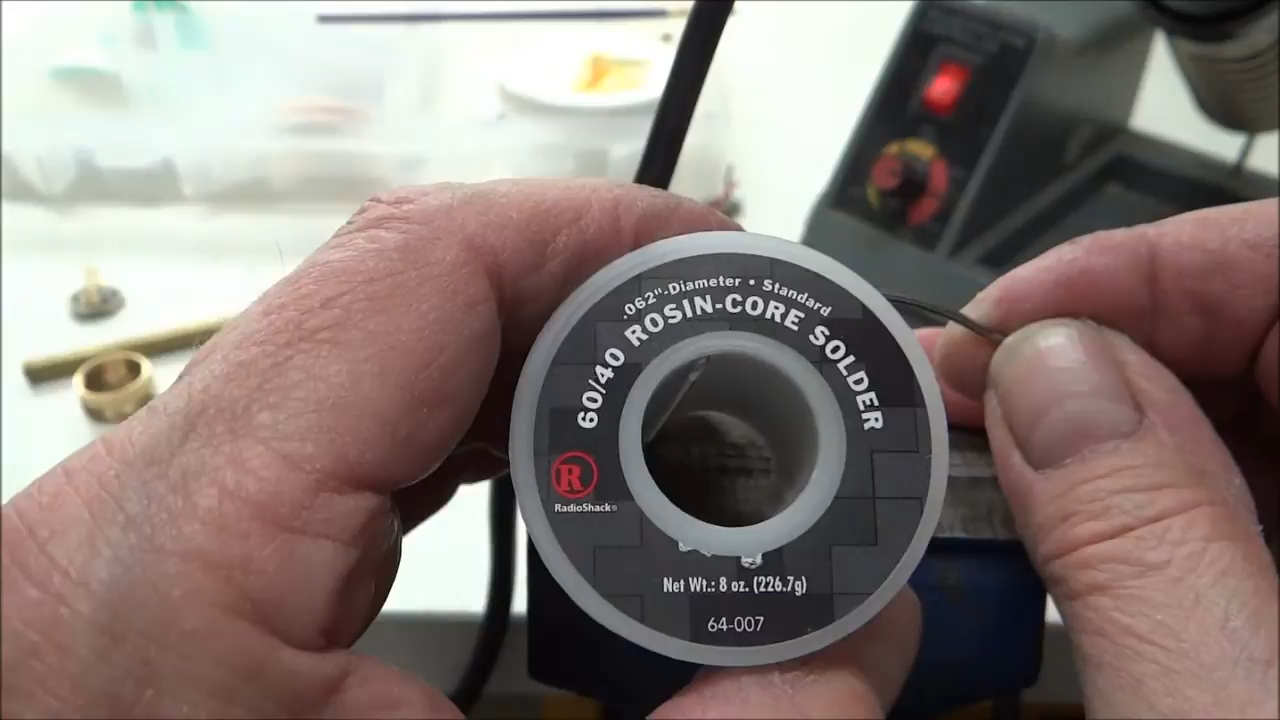 .062"-Diameter • Standard
60/40 ROSIN-CORE SOLDER
R
RadioShack®
Net Wt.: 8 oz. (226.7g)
64-007